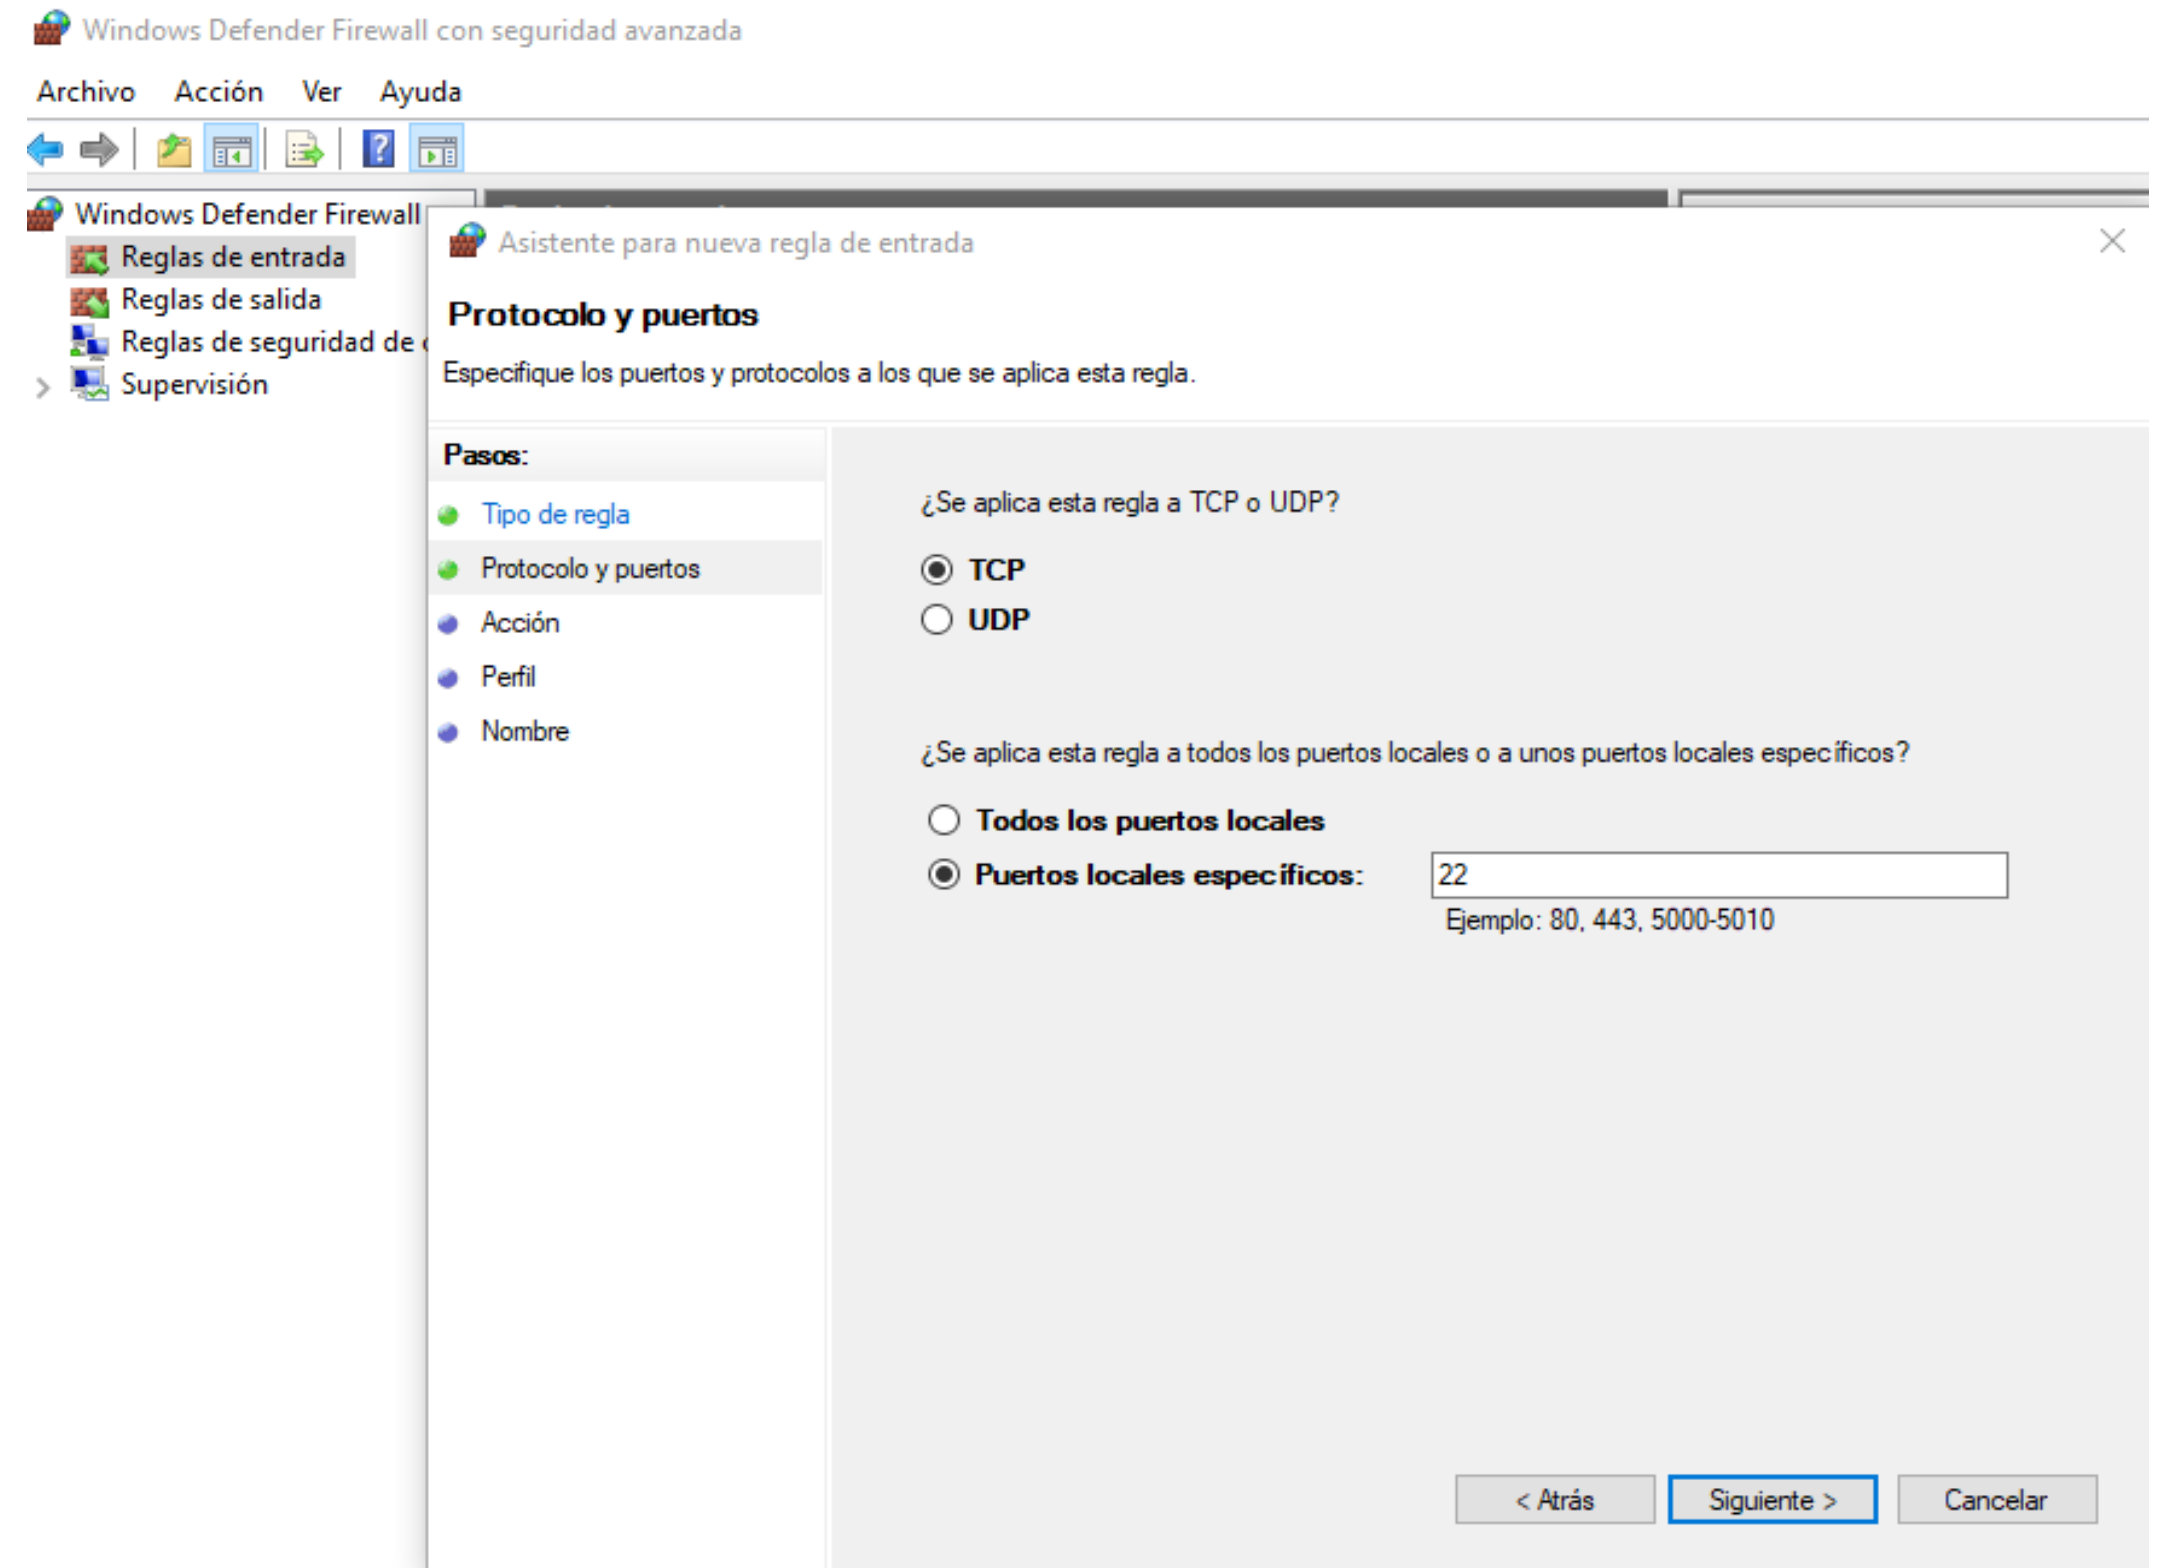 Windows Defender Firewall con seguridad avanzada
Archivo Acción Ver Ayuda
Windows Defender Firewall
Reglas de entrada
Reglas de salida
Reglas de seguridad de
Supervisión
Asistente para nueva regla de entrada
Protocolo y puertos
Especifique los puertos y protocolos a los que se aplica esta regla.
Pasos:
Tipo de regla
Protocolo y puertos
Acción
Perfil
Nombre
¿Se aplica esta regla a TCP o UDP?
TCP
UDP
¿Se aplica esta regla a todos los puertos locales o a unos puertos locales específicos?
Todos los puertos locales
Puertos locales específicos: 22
Ejemplo: 80, 443, 5000-5010
< Atrás Siguiente > Cancelar